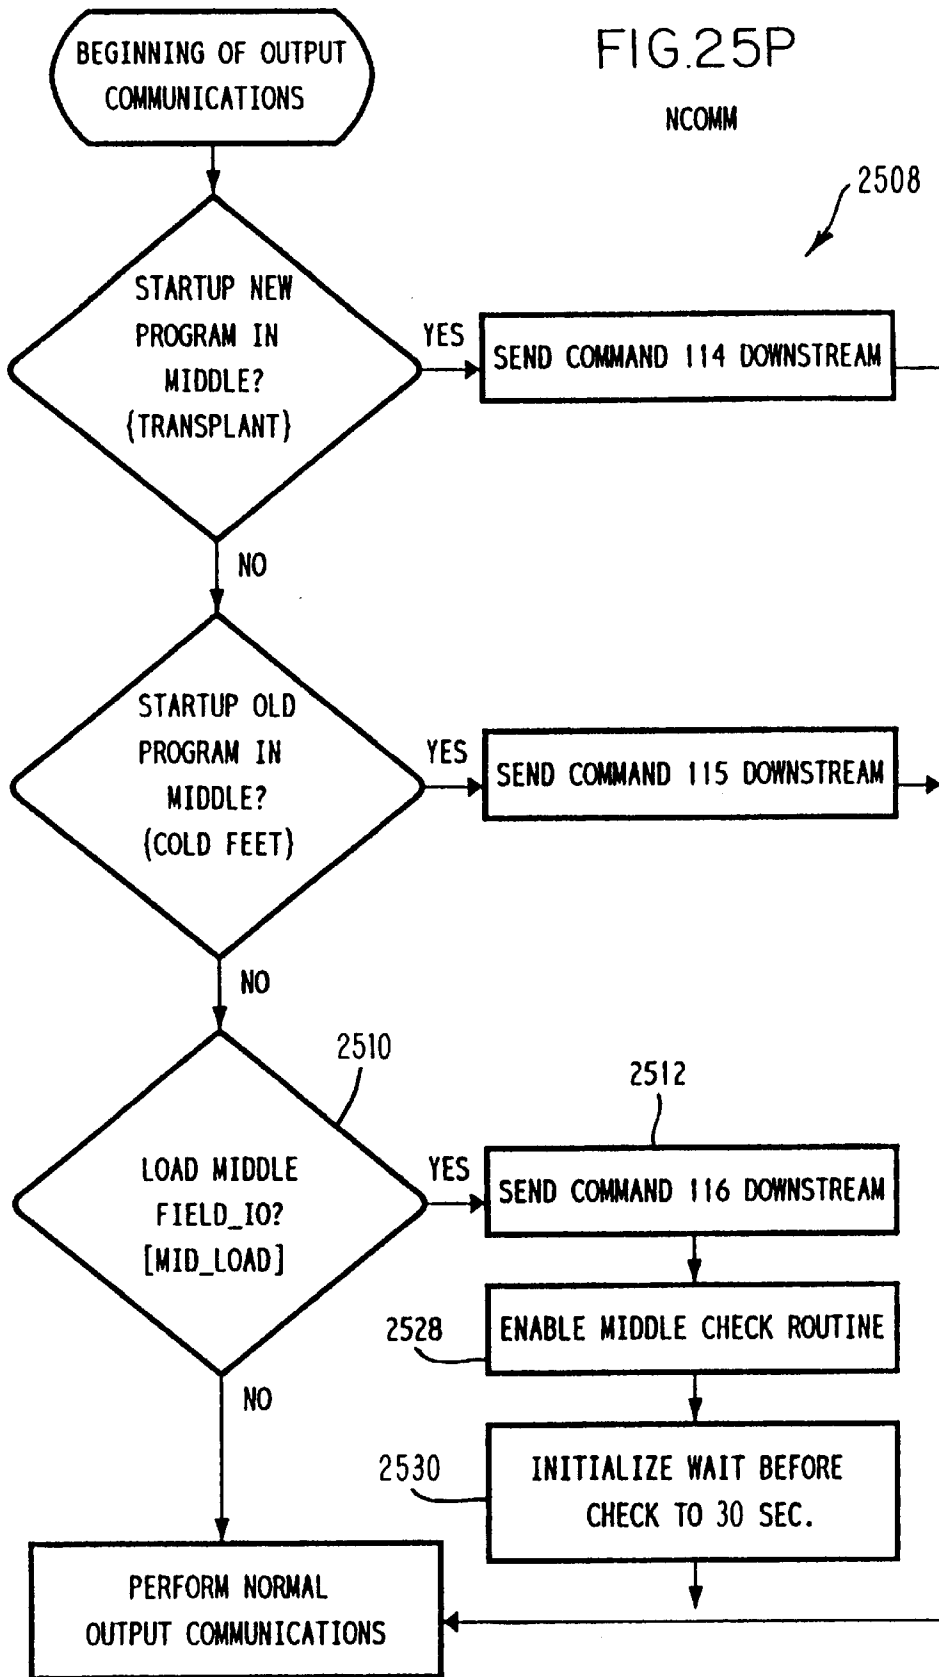 BEGINNING OF OUTPUT
COMMUNICATIONS
FIG.25P
NCOMM
2508
STARTUP NEW
PROGRAM IN
MIDDLE?
(TRANSPLANT)
YES
SEND COMMAND 114 DOWNSTREAM
NO
STARTUP OLD
PROGRAM IN
MIDDLE?
(COLD FEET)
YES
SEND COMMAND 115 DOWNSTREAM
NO
2510
LOAD MIDDLE
FIELD_IO?
[MID_LOAD]
YES
2512
SEND COMMAND 116 DOWNSTREAM
2528
ENABLE MIDDLE CHECK ROUTINE
2530
INITIALIZE WAIT BEFORE
CHECK TO 30 SEC.
NO
PERFORM NORMAL
OUTPUT COMMUNICATIONS